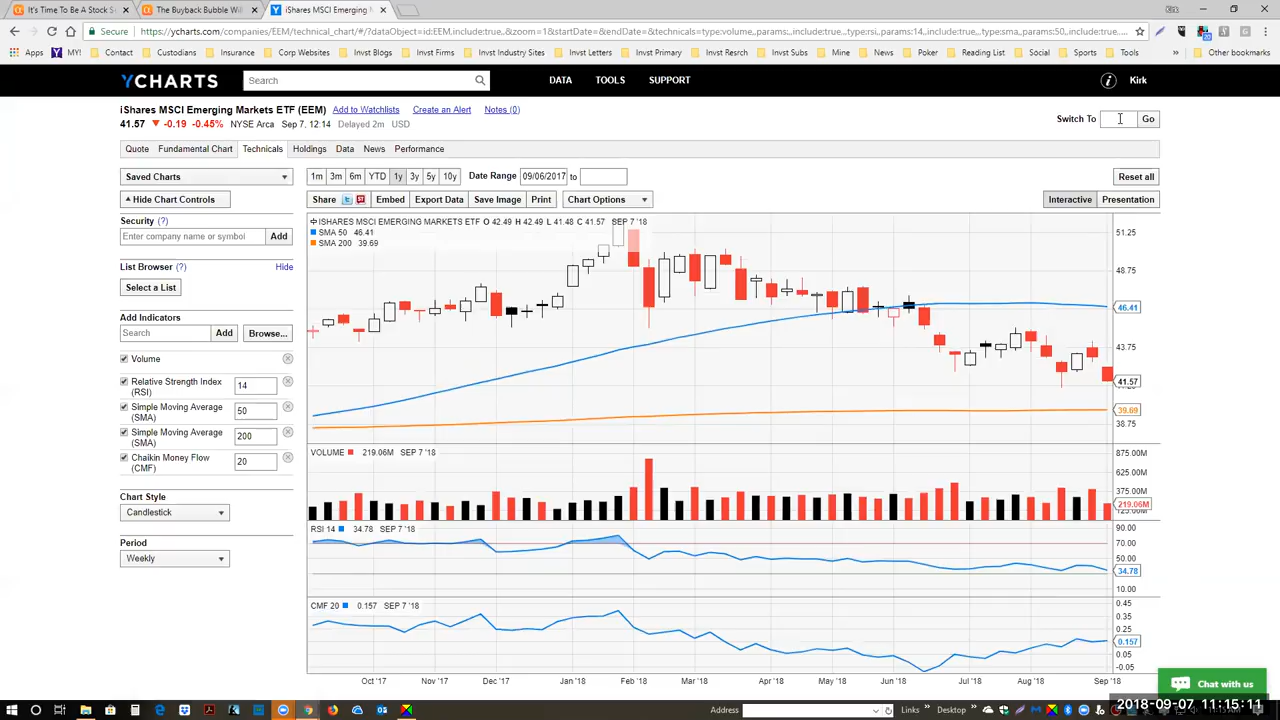 It's Time To Be A Stock S
The Buyback Bubble Will
iShares MSCI Emerging M
Secure
https://ycharts.com/companies/EEM/technical_chart/#/?dataObject=id:EEM,include:true,,&zoom=1&startDate=&endDate=&technicals=type:volume,params:,include:true,,type:rsi,params:14,,include:true,,type:sma,params:50,,include:true,,type
Apps MY! Contact Custodians Insurance Corp Websites Invst Blogs Invst Firms Invst Industry Sites Invst Letters Invst Primary Invst Resrch Invst Subs Mine News Poker Reading List Social Sports Tools Other bookmarks
YCHARTS
Search
DATA TOOLS SUPPORT
Kirk
iShares MSCI Emerging Markets ETF (EEM) Add to Watchlists Create an Alert Notes (0)
41.57 -0.19 -0.45% NYSE Arca Sep 7, 12:14 Delayed 2m USD
Switch To Go
Quote Fundamental Chart Technicals Holdings Data News Performance
Saved Charts
1m 3m 6m YTD 1y 3y 5y 10y Date Range 09/06/2017 to
Reset all
Hide Chart Controls
Share Embed Export Data Save Image Print Chart Options
Interactive Presentation
Security (?)
Enter company name or symbol Add
List Browser (?) Hide
Select a List
Add Indicators
Search Add Browse...
Volume
Relative Strength Index
(RSI)
14
Simple Moving Average
(SMA)
50
Simple Moving Average
(SMA)
200
Chaikin Money Flow
(CMF)
20
Chart Style
Candlestick
Period
Weekly
ISHARES MSCI EMERGING MARKETS ETF O 42.49 H 42.49 L 41.48 C 41.57 SEP 7 '18
SMA 50 46.41
SMA 200 39.69
51.25
48.75
46.41
43.75
41.57
39.69
38.75
VOLUME 219.06M SEP 7 '18
875.00M
625.00M
375.00M
219.06M
RSI 14 34.78 SEP 7 '18
90.00
70.00
50.00
34.78
10.00
CMF 20 0.157 SEP 7 '18
0.45
0.35
0.25
0.157
0.05
-0.05
Oct '17 Nov '17 Dec '17 Jan '18 Feb '18 Mar '18 Apr '18 May '18 Jun '18 Jul '18 Aug '18 Sep '18
Chat with us
Address Links Desktop
2018-09-07 11:15:11